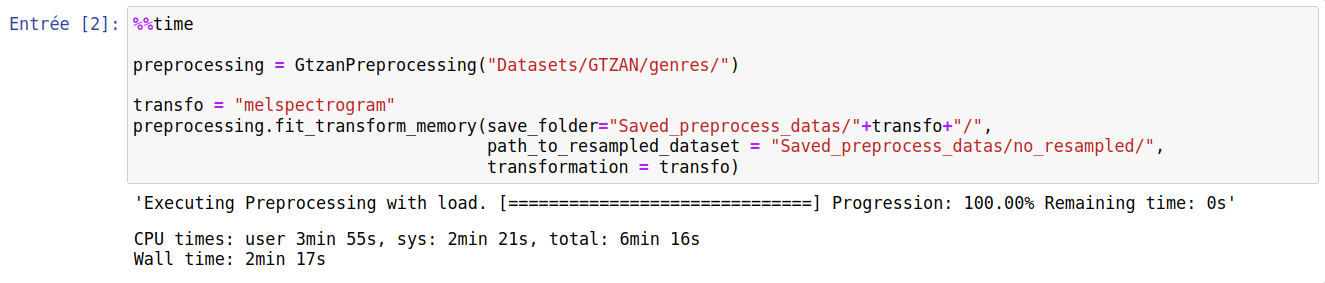 Entrée [2]: %%time
preprocessing = GtzanPreprocessing("Datasets/GTZAN/genres/")
transfo = "melspectrogram"
preprocessing.fit_transform_memory(save_folder="Saved_preprocess_datas/"+transfo+"/",
path_to_resampled_dataset = "Saved_preprocess_datas/no_resampled/",
transformation = transfo)
'Executing Preprocessing with load. [==============================] Progression: 100.00% Remaining time: 0s'
CPU times: user 3min 55s, sys: 2min 21s, total: 6min 16s
Wall time: 2min 17s